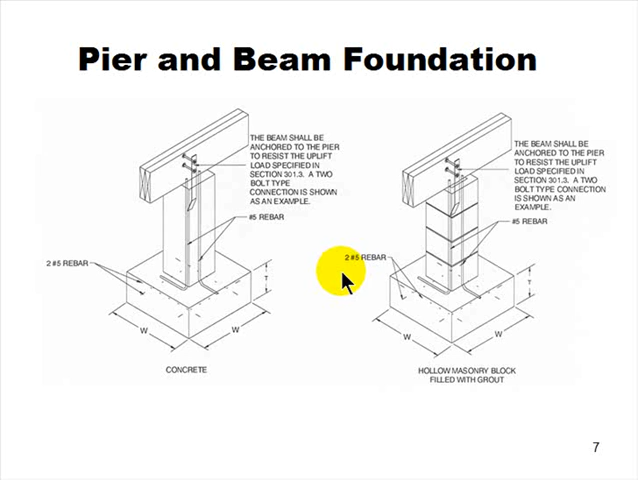 Pier and Beam Foundation
THE BEAM SHALL BE
ANCHORED TO THE PIER
TO RESIST THE UPLIFT
LOAD SPECIFIED IN
SECTION 301.3. A TWO
BOLT TYPE
CONNECTION IS SHOWN
AS AN EXAMPLE.
#5 REBAR
2 #5 REBAR
T
W
W
CONCRETE
THE BEAM SHALL BE
ANCHORED TO THE PIER
TO RESIST THE UPLIFT
LOAD SPECIFIED IN
SECTION 301.3. A TWO
BOLT TYPE
CONNECTION IS SHOWN
AS AN EXAMPLE.
#5 REBAR
2 #5 REBAR
T
W
W
HOLLOW MASONRY BLOCK
FILLED WITH GROUT
7